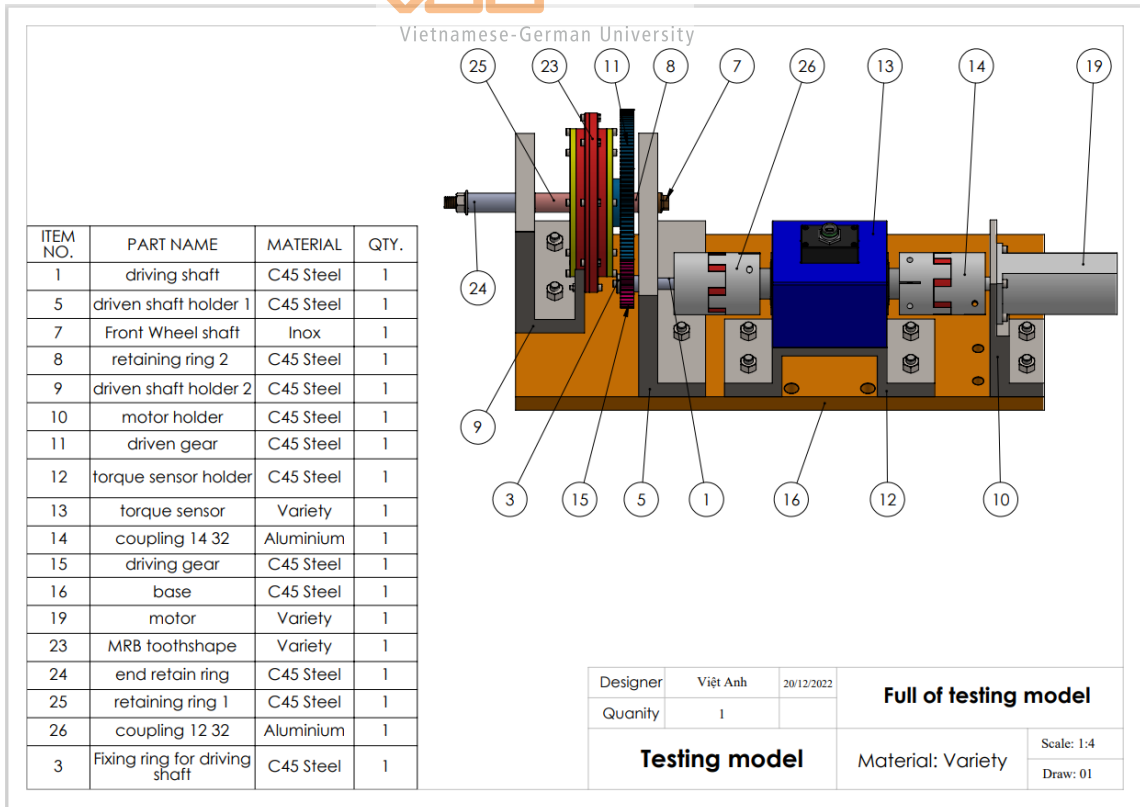 Vietnamese-German University
25 23 11 8 7 26 13 14 19
24
9
3 15 5 1 16 12 10
ITEM NO. PART NAME MATERIAL QTY.
1 driving shaft C45 Steel 1
5 driven shaft holder 1 C45 Steel 1
7 Front Wheel shaft Inox 1
8 retaining ring 2 C45 Steel 1
9 driven shaft holder 2 C45 Steel 1
10 motor holder C45 Steel 1
11 driven gear C45 Steel 1
12 torque sensor holder C45 Steel 1
13 torque sensor Variety 1
14 coupling 14 32 Aluminium 1
15 driving gear C45 Steel 1
16 base C45 Steel 1
19 motor Variety 1
23 MRB toothshape Variety 1
24 end retain ring C45 Steel 1
25 retaining ring 1 C45 Steel 1
26 coupling 12 32 Aluminium 1
3 Fixing ring for driving shaft C45 Steel 1
Designer Việt Anh 20/12/2022
Quanity 1
Full of testing model
Testing model
Material: Variety
Scale: 1:4
Draw: 01